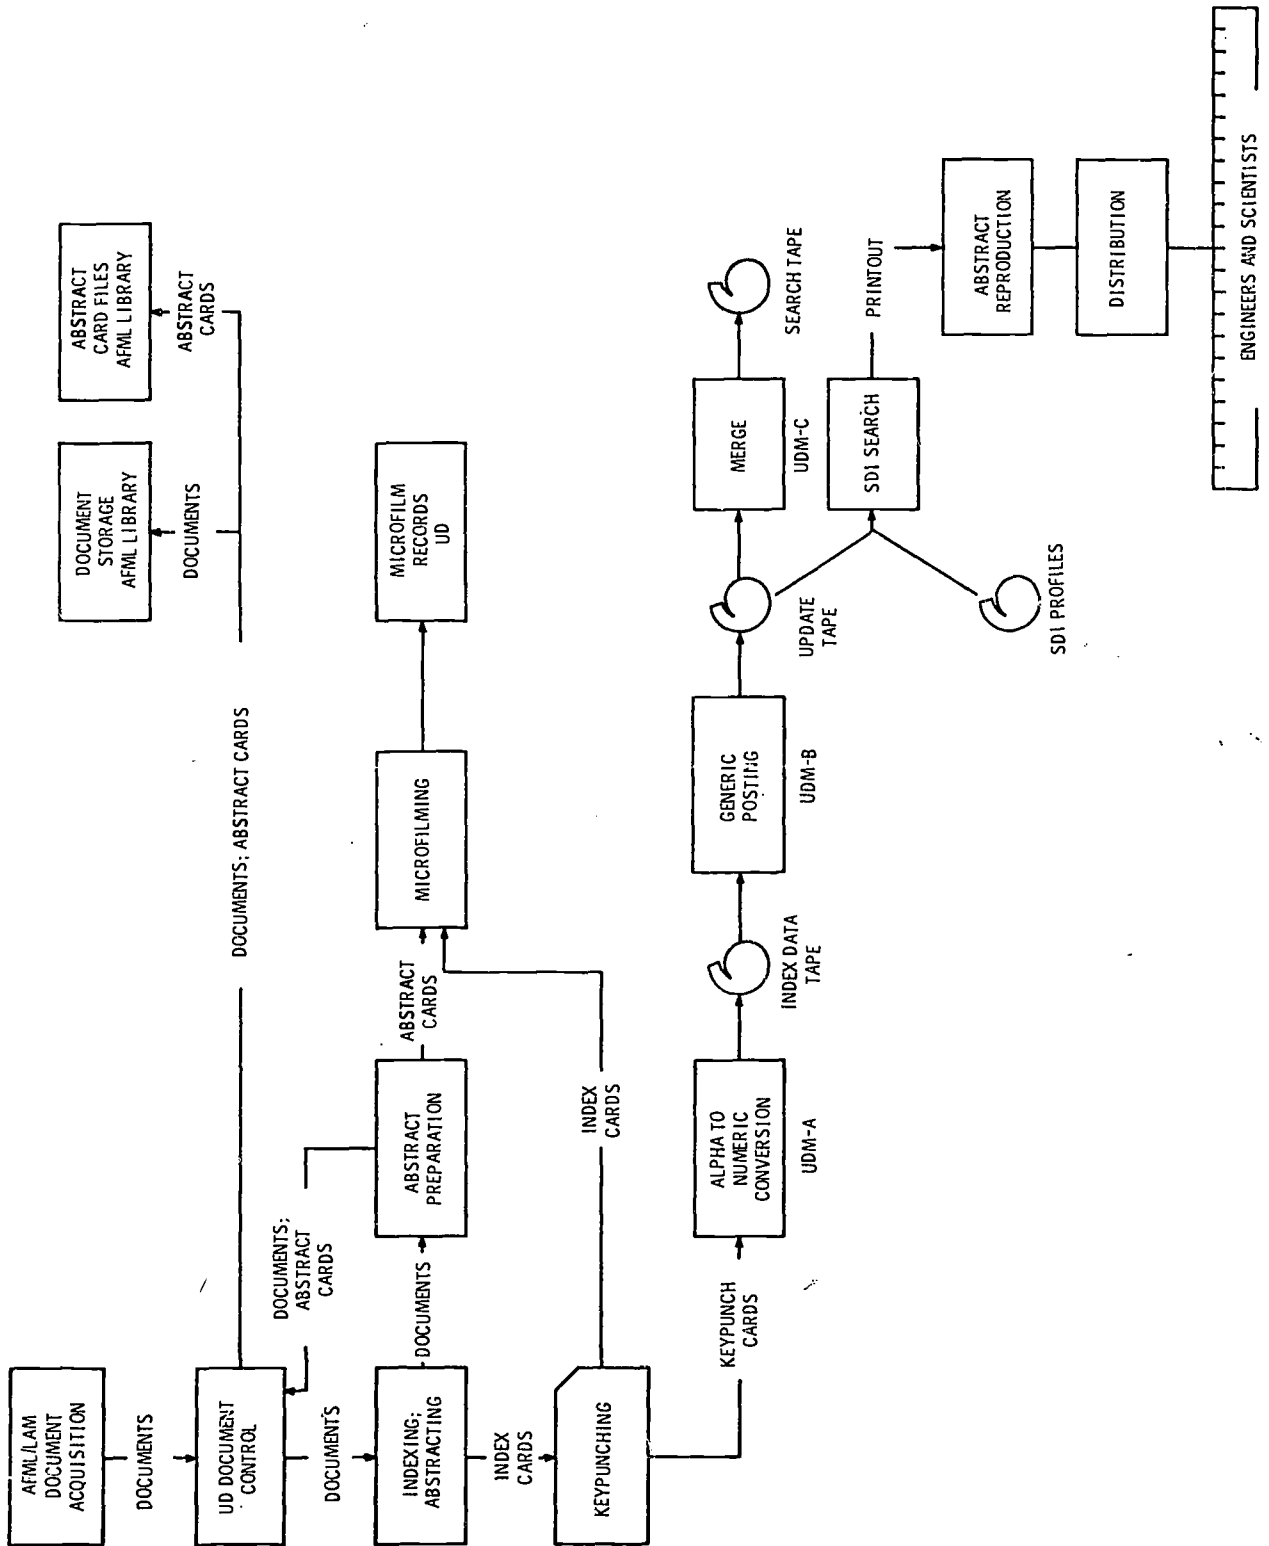 AFML/LAM
DOCUMENT
ACQUISITION
DOCUMENTS
UD DOCUMENT
CONTROL
DOCUMENTS; ABSTRACT CARDS
DOCUMENTS
DOCUMENT
STORAGE
AFML LIBRARY
ABSTRACT
CARDS
ABSTRACT
CARD FILES
AFML LIBRARY
DOCUMENTS;
ABSTRACT
CARDS
DOCUMENTS
INDEXING;
ABSTRACTING
DOCUMENTS
ABSTRACT
PREPARATION
ABSTRACT
CARDS
MICROFILMING
MICROFILM
RECORDS
UD
INDEX
CARDS
KEYPUNCHING
INDEX
CARDS
KEYPUNCH
CARDS
ALPHA TO
NUMERIC
CONVERSION
UDM-A
INDEX DATA
TAPE
GENERIC
POSTING
UDM-B
UPDATE
TAPE
MERGE
UDM-C
SEARCH TAPE
SDI PROFILES
SDI SEARCH
PRINTOUT
ABSTRACT
REPRODUCTION
DISTRIBUTION
ENGINEERS AND SCIENTISTS